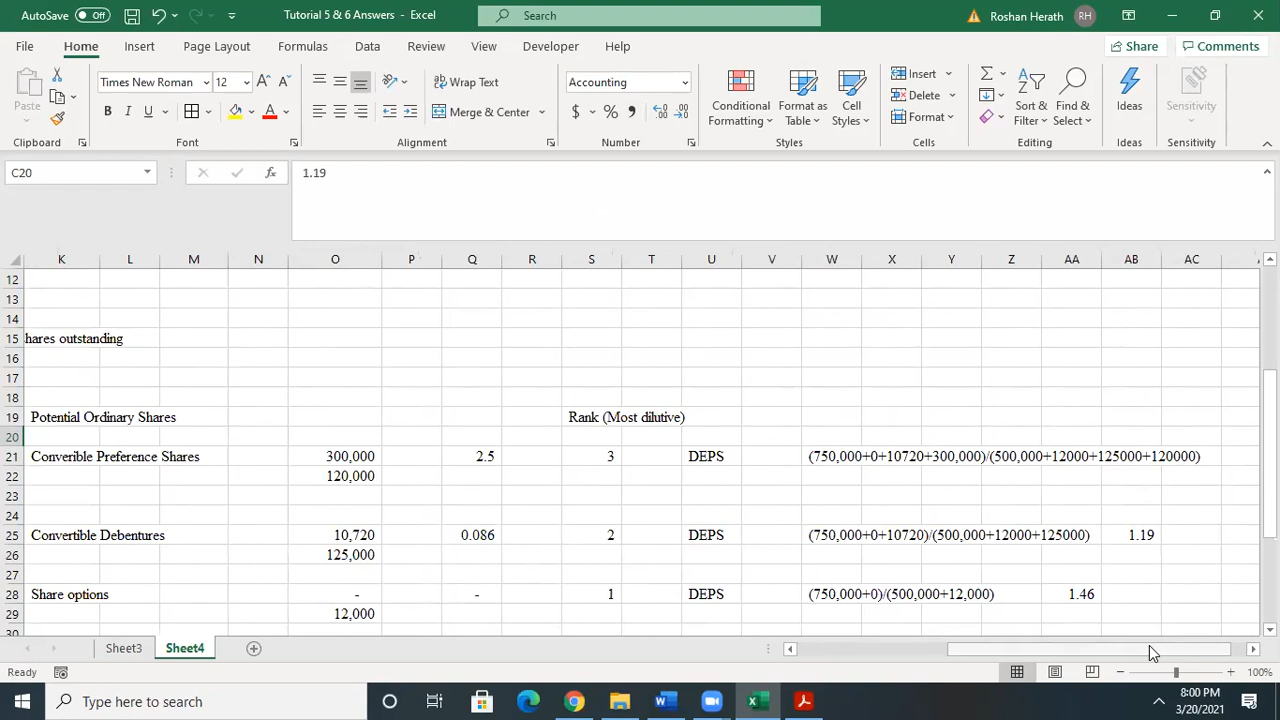 AutoSave Off Tutorial 5 & 6 Answers - Excel Search Roshan Herath RH
File Home Insert Page Layout Formulas Data Review View Developer Help Share Comments
Paste Times New Roman 12 A A Wrap Text Accounting Conditional Formatting Format as Table Cell Styles Insert Sort & Filter Find & Select Ideas Sensitivity
B I U A Merge & Center $ % , Delete
Format
Clipboard Font Alignment Number Styles Cells Editing Ideas Sensitivity
C20 fx 1.19
K L M N O P Q R S T U V W X Y Z AA AB AC
12
13
14
15 hares outstanding
16
17
18
19 Potential Ordinary Shares Rank (Most dilutive)
20
21 Converible Preference Shares 300,000 2.5 3 DEPS (750,000+0+10720+300,000)/(500,000+12000+125000+120000)
22 120,000
23
24
25 Convertible Debentures 10,720 0.086 2 DEPS (750,000+0+10720)/(500,000+12000+125000) 1.19
26 125,000
27
28 Share options - - 1 DEPS (750,000+0)/(500,000+12,000) 1.46
29 12,000
30
Sheet3 Sheet4
Ready 100%
Type here to search 8:00 PM
3/20/2021